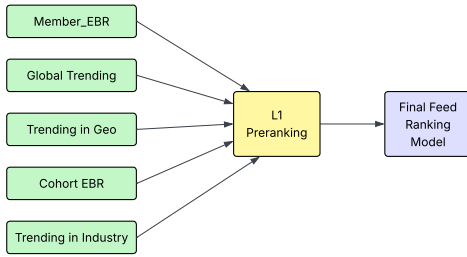 Member_EBR
Global Trending
Trending in Geo
Cohort EBR
Trending in Industry
L1
Preranking
Final Feed
Ranking
Model